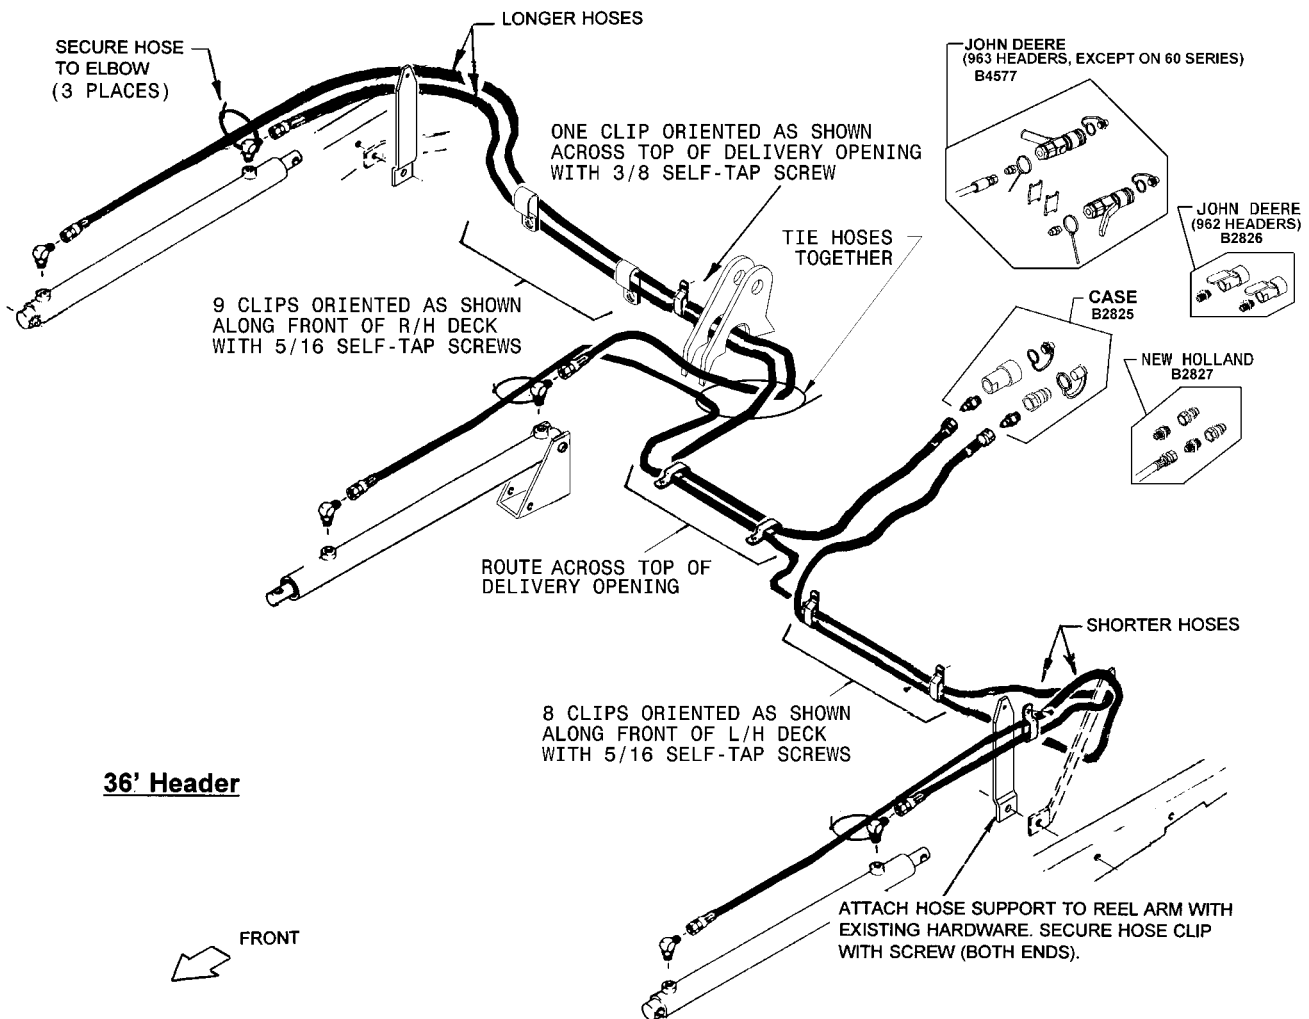 LONGER HOSES
SECURE HOSE
TO ELBOW
(3 PLACES)
JOHN DEERE
(963 HEADERS, EXCEPT ON 60 SERIES)
B4577
ONE CLIP ORIENTED AS SHOWN
ACROSS TOP OF DELIVERY OPENING
WITH 3/8 SELF-TAP SCREW
JOHN DEERE
(962 HEADERS)
B2826
TIE HOSES
TOGETHER
9 CLIPS ORIENTED AS SHOWN
ALONG FRONT OF R/H DECK
WITH 5/16 SELF-TAP SCREWS
CASE
B2825
NEW HOLLAND
B2827
ROUTE ACROSS TOP OF
DELIVERY OPENING
SHORTER HOSES
8 CLIPS ORIENTED AS SHOWN
ALONG FRONT OF L/H DECK
WITH 5/16 SELF-TAP SCREWS
36' Header
ATTACH HOSE SUPPORT TO REEL ARM WITH
EXISTING HARDWARE. SECURE HOSE CLIP
WITH SCREW (BOTH ENDS).
FRONT